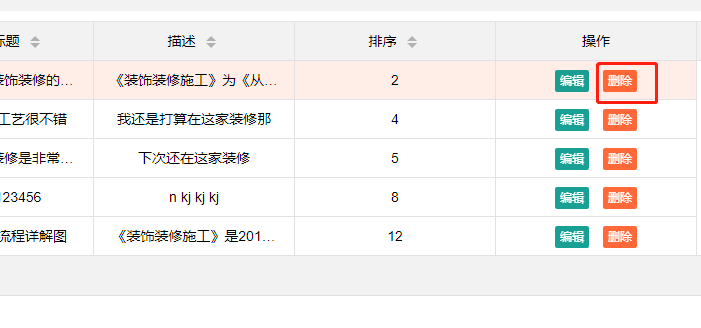 标题 描述 排序 操作
装饰装修的... 《装饰装修施工》为《从... 2 编辑 删除
工艺很不错 我还是打算在这家装修那 4 编辑 删除
装修是非常... 下次还在这家装修 5 编辑 删除
123456 n kj kj kj 8 编辑 删除
流程详解图 《装饰装修施工》是201... 12 编辑 删除